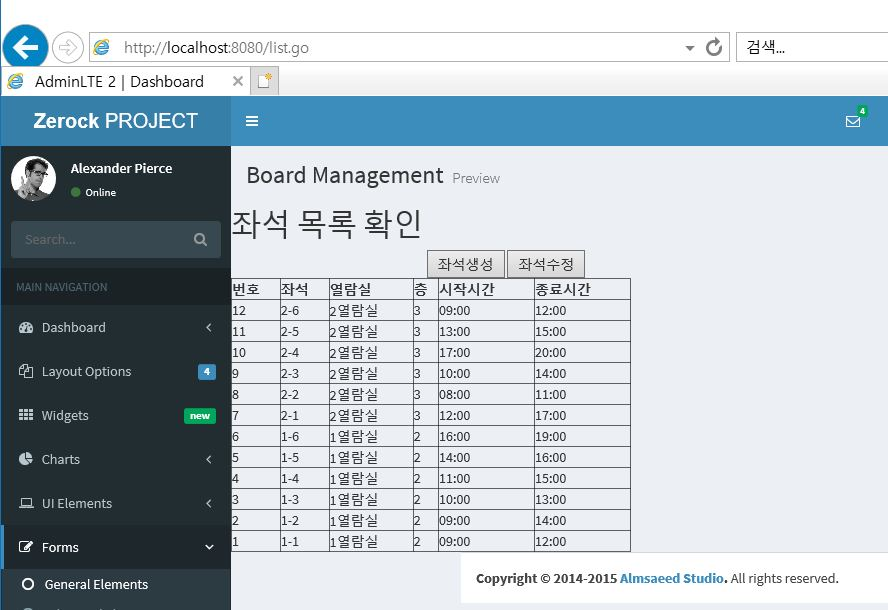 http://localhost:8080/list.go
검색...
AdminLTE 2 | Dashboard
Zerock PROJECT
4
Alexander Pierce
Online
Search...
MAIN NAVIGATION
Dashboard
Layout Options 4
Widgets new
Charts
UI Elements
Forms
General Elements
Board Management Preview
좌석 목록 확인
좌석생성 좌석수정
번호 좌석 열람실 층 시작시간 종료시간
12 2-6 2열람실 3 09:00 12:00
11 2-5 2열람실 3 13:00 15:00
10 2-4 2열람실 3 17:00 20:00
9 2-3 2열람실 3 10:00 14:00
8 2-2 2열람실 3 08:00 11:00
7 2-1 2열람실 3 12:00 17:00
6 1-6 1열람실 2 16:00 19:00
5 1-5 1열람실 2 14:00 16:00
4 1-4 1열람실 2 11:00 15:00
3 1-3 1열람실 2 10:00 13:00
2 1-2 1열람실 2 09:00 14:00
1 1-1 1열람실 2 09:00 12:00
Copyright © 2014-2015 Almsaeed Studio. All rights reserved.